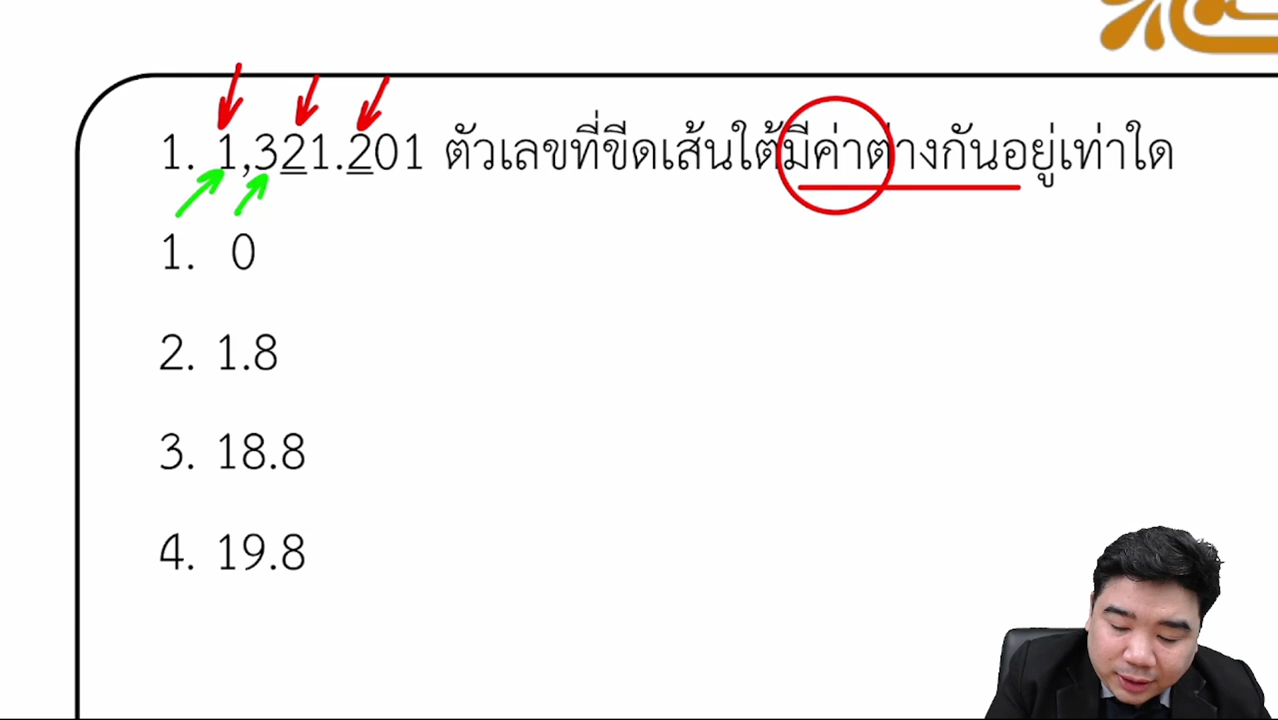 1. 1,321.201 ตัวเลขที่ขีดเส้นใต้มีค่าต่างกันอยู่เท่าใด
1. 0
2. 1.8
3. 18.8
4. 19.8